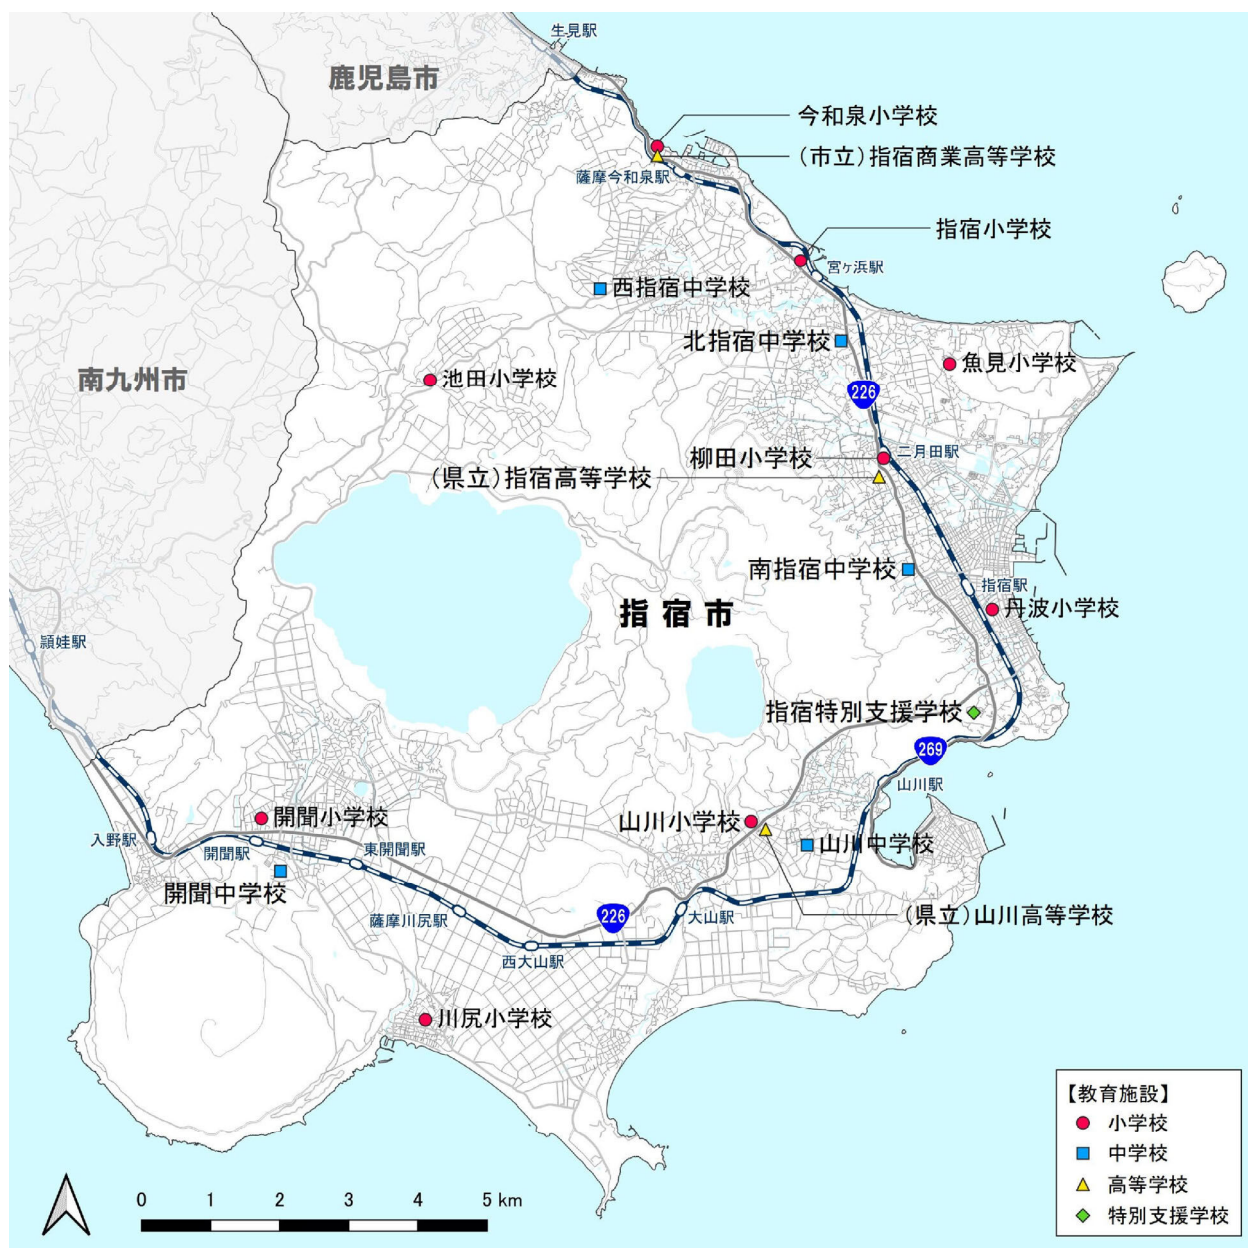 生見駅
鹿児島市
今和泉小学校
(市立)指宿商業高等学校
薩摩今和泉駅
指宿小学校
宮ヶ浜駅
西指宿中学校
北指宿中学校
魚見小学校
南九州市
池田小学校
226
柳田小学校
二月田駅
(県立)指宿高等学校
南指宿中学校
指宿駅
指宿市
丹波小学校
頴娃駅
指宿特別支援学校
269
山川駅
開聞小学校
山川小学校
入野駅
開聞駅
東開聞駅
山川中学校
開聞中学校
薩摩川尻駅
226
大山駅
(県立)山川高等学校
西大山駅
川尻小学校
【教育施設】
小学校
中学校
高等学校
特別支援学校
0 1 2 3 4 5 km